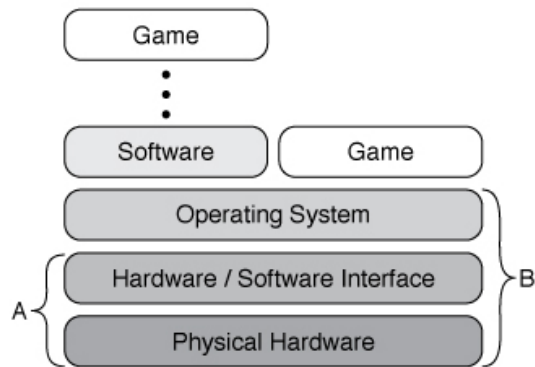 Game
Software
Game
Operating System
Hardware / Software Interface
Physical Hardware
A
B